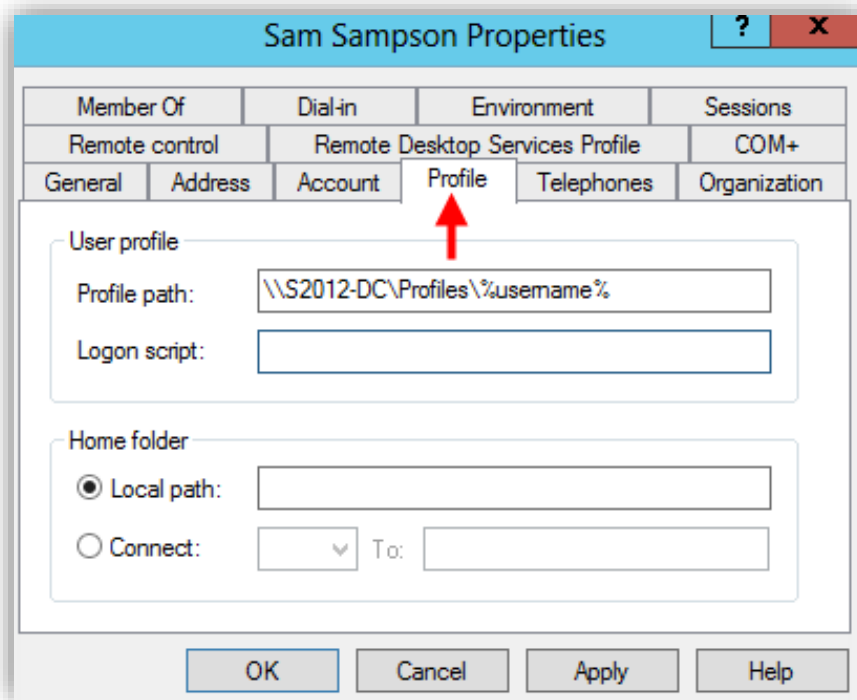 Sam Sampson Properties
? x
Member Of Dial-in Environment Sessions
Remote control Remote Desktop Services Profile COM+
General Address Account Profile Telephones Organization
User profile
Profile path: \\S2012-DC\Profiles\%username%
Logon script:
Home folder
Local path:
Connect: To:
OK Cancel Apply Help